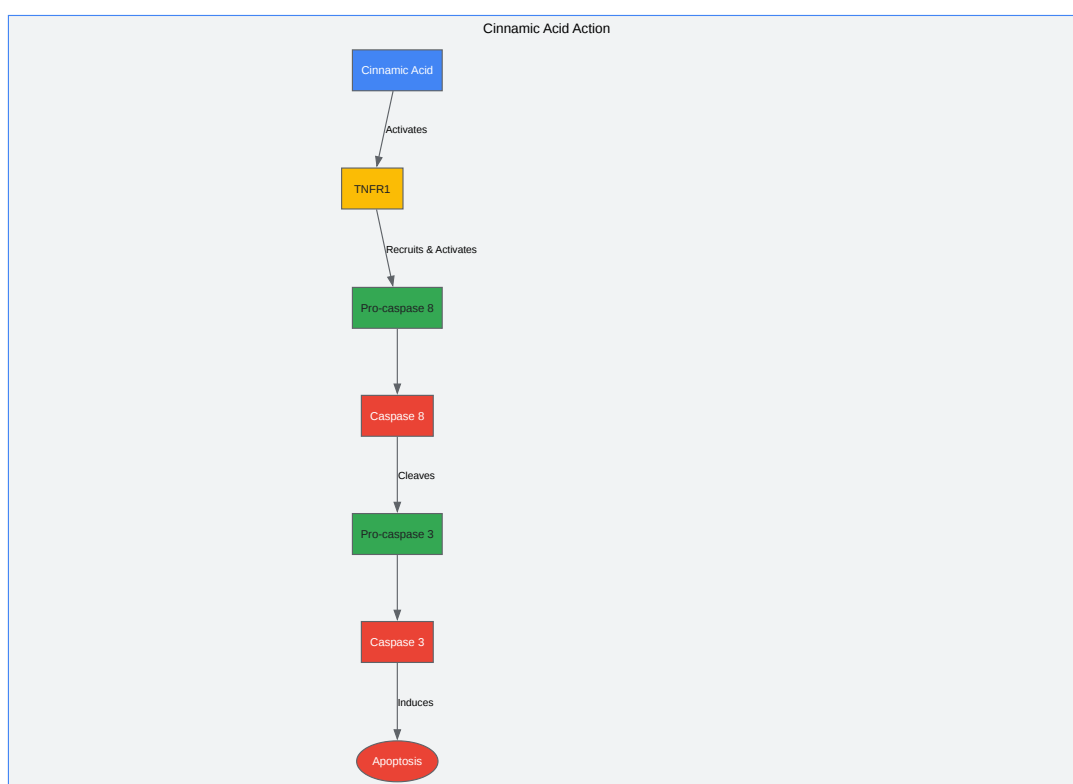 Cinnamic Acid Action
Cinnamic Acid
Activates
TNFR1
Recruits & Activates
Pro-caspase 8
Caspase 8
Cleaves
Pro-caspase 3
Caspase 3
Induces
Apoptosis